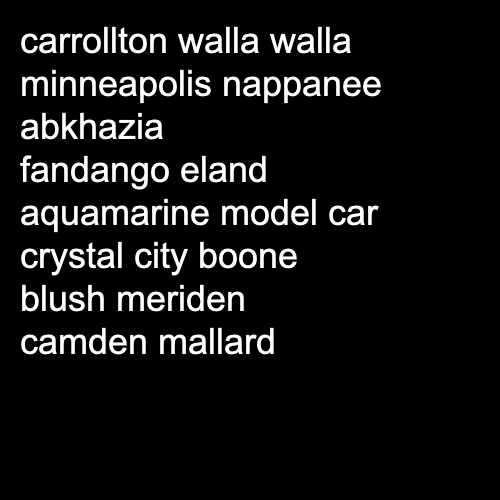 carrollton walla walla
minneapolis nappanee
abkhazia
fandango eland
aquamarine model car
crystal city boone
blush meriden
camden mallard